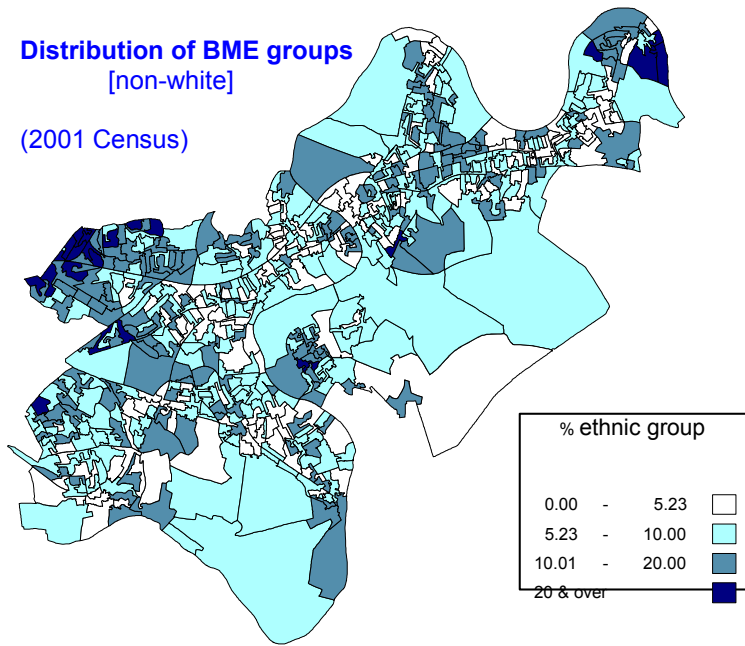 Distribution of BME groups
[non-white]
(2001 Census)
% ethnic group
0.00 - 5.23
5.23 - 10.00
10.01 - 20.00
20 & over